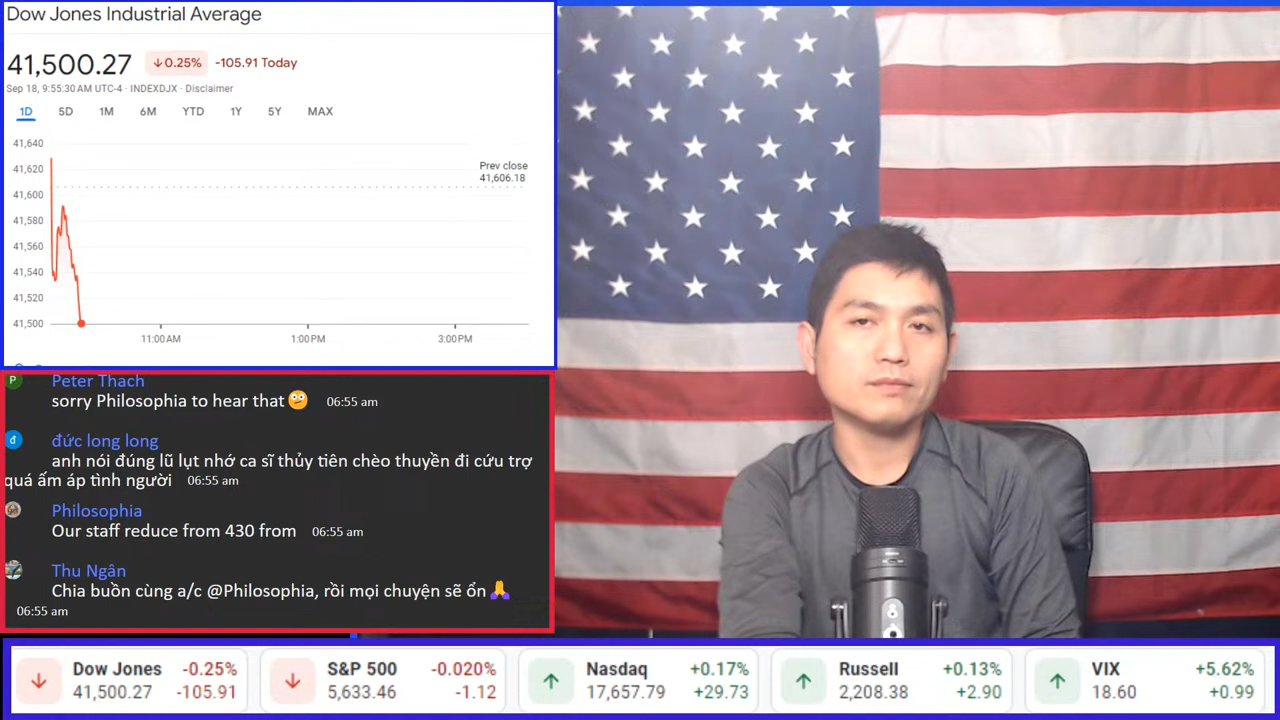 Dow Jones Industrial Average
41,500.27 ↓0.25% -105.91 Today
Sep 18, 9:55:30 AM UTC-4 · INDEXDJX · Disclaimer
1D 5D 1M 6M YTD 1Y 5Y MAX
41,640
41,620
41,600
41,580
41,560
41,540
41,520
41,500
Prev close
41,606.18
11:00 AM 1:00 PM 3:00 PM
P Peter Thach
sorry Philosophia to hear that🫤 06:55 am
đ đức long long
anh nói đúng lũ lụt nhớ ca sĩ thủy tiên chèo thuyền đi cứu trợ
quá ấm áp tình người 06:55 am
Philosophia
Our staff reduce from 430 from 06:55 am
Thu Ngân
Chia buồn cùng a/c @Philosophia, rồi mọi chuyện sẽ ổn🙏
06:55 am
Dow Jones -0.25%
41,500.27 -105.91
S&P 500 -0.020%
5,633.46 -1.12
Nasdaq +0.17%
17,657.79 +29.73
Russell +0.13%
2,208.38 +2.90
VIX +5.62%
18.60 +0.99